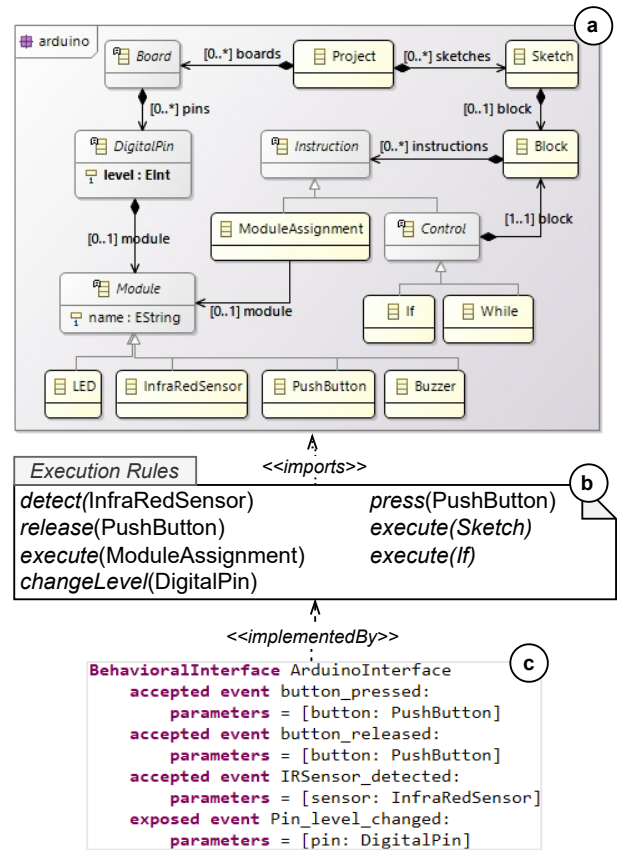 a
arduino
Board
[0..*] boards
Project
[0..*] sketches
Sketch
[0..*] pins
[0..1] block
DigitalPin
level : EInt
Instruction
[0..*] instructions
Block
ModuleAssignment
Control
[1..1] block
[0..1] module
Module
name : EString
[0..1] module
If
While
LED
InfraRedSensor
PushButton
Buzzer
<<imports>>
Execution Rules
b
detect(InfraRedSensor) press(PushButton)
release(PushButton) execute(Sketch)
execute(ModuleAssignment) execute(If)
changeLevel(DigitalPin)
<<implementedBy>>
c
BehavioralInterface ArduinoInterface
accepted event button_pressed:
parameters = [button: PushButton]
accepted event button_released:
parameters = [button: PushButton]
accepted event IRSensor_detected:
parameters = [sensor: InfraRedSensor]
exposed event Pin_level_changed:
parameters = [pin: DigitalPin]